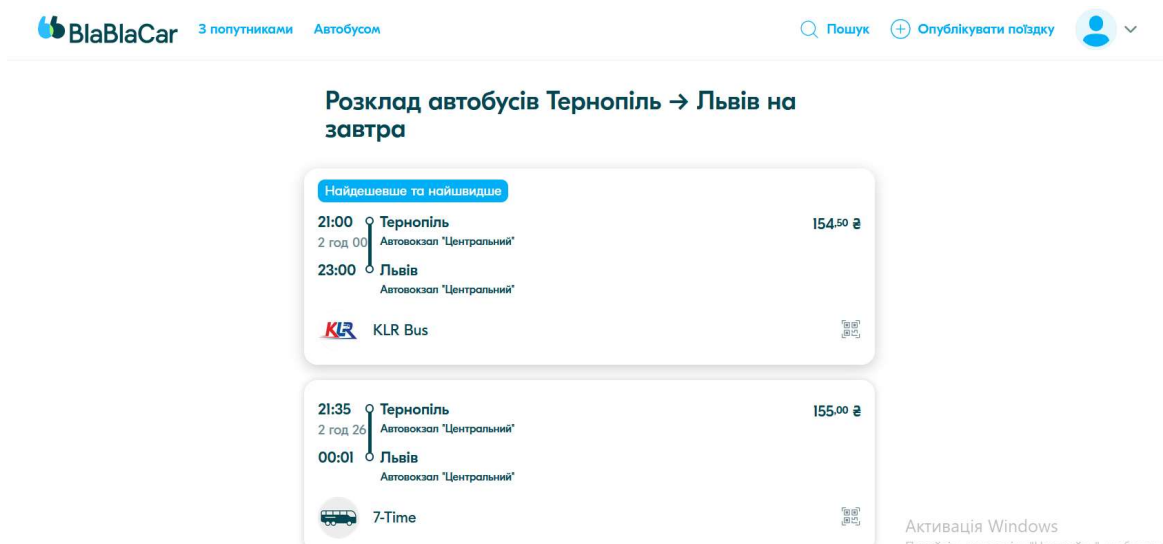 BlaBlaCar З попутниками Автобусом Пошук Опублікувати поїздку
Розклад автобусів Тернопіль → Львів на
завтра
Найдешевше та найшвидше
21:00 Тернопіль 154,50 ₴
2 год 00 Автовокзал "Центральний"
23:00 Львів
Автовокзал "Центральний"
KLR KLR Bus
21:35 Тернопіль 155,00 ₴
2 год 26 Автовокзал "Центральний"
00:01 Львів
Автовокзал "Центральний"
7-Time
Активація Windows